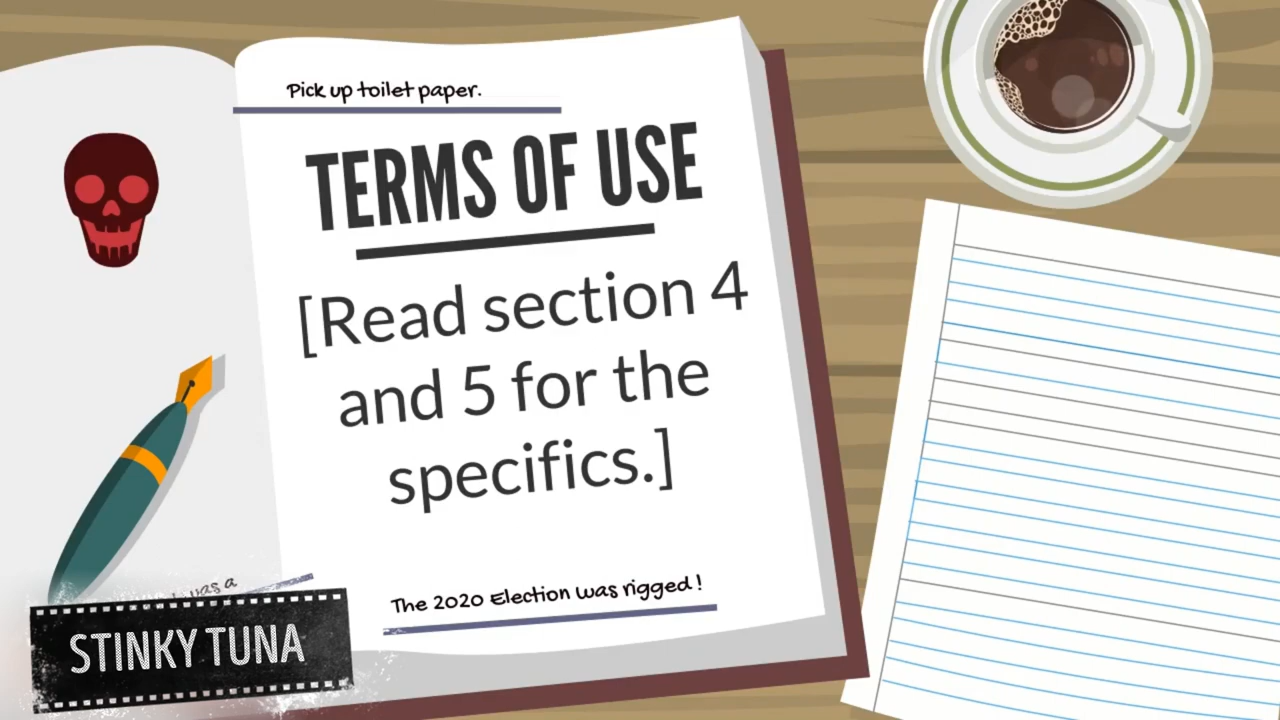 Pick up toilet paper.
TERMS OF USE
[Read section 4
and 5 for the
specifics.]
The 2020 Election was rigged!
was a
STINKY TUNA